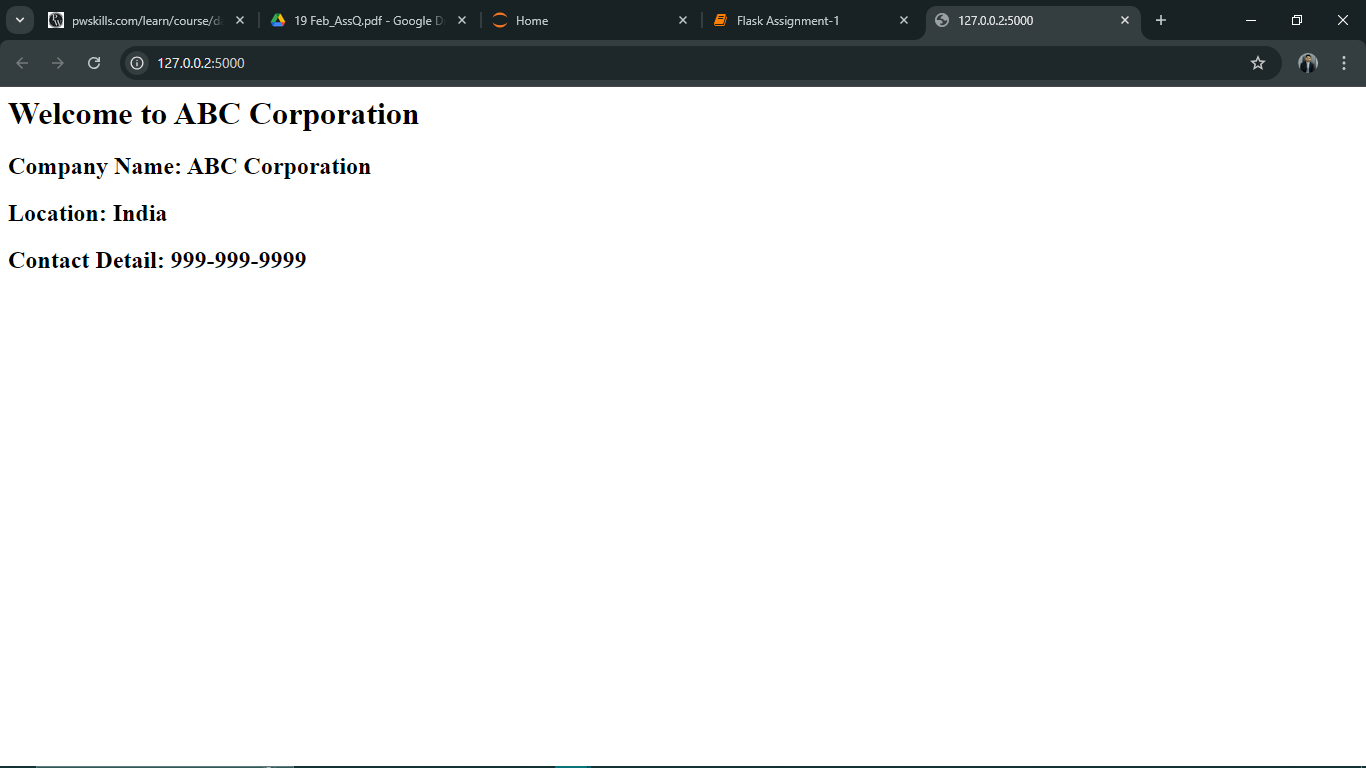 pwskills.com/learn/course/d
19 Feb_AssQ.pdf - Google D
Home
Flask Assignment-1
127.0.0.2:5000
127.0.0.2:5000
Welcome to ABC Corporation
Company Name: ABC Corporation
Location: India
Contact Detail: 999-999-9999